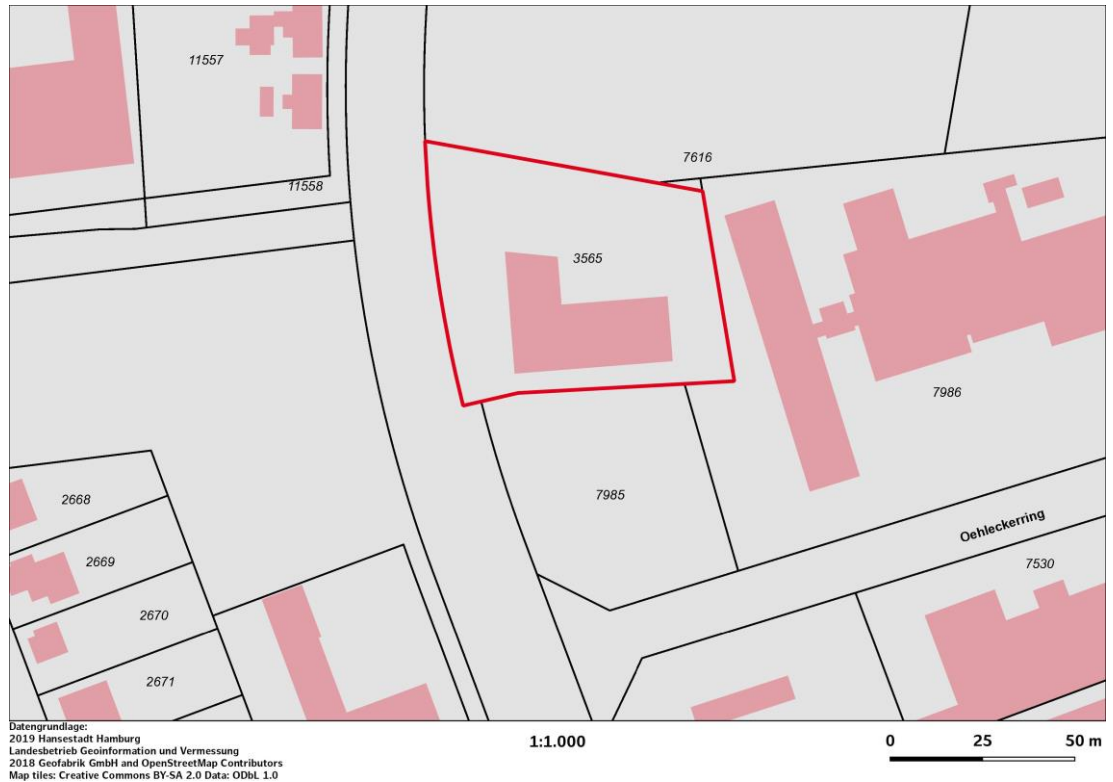 11557
7616
11558
3565
7986
2668
7985
Oehleckerring
2669
7530
2670
2671
Datengrundlage:
2019 Hansestadt Hamburg
Landesbetrieb Geoinformation und Vermessung
2018 Geofabrik GmbH and OpenStreetMap Contributors
Map tiles: Creative Commons BY-SA 2.0 Data: ODbL 1.0
1:1.000
0 25 50 m